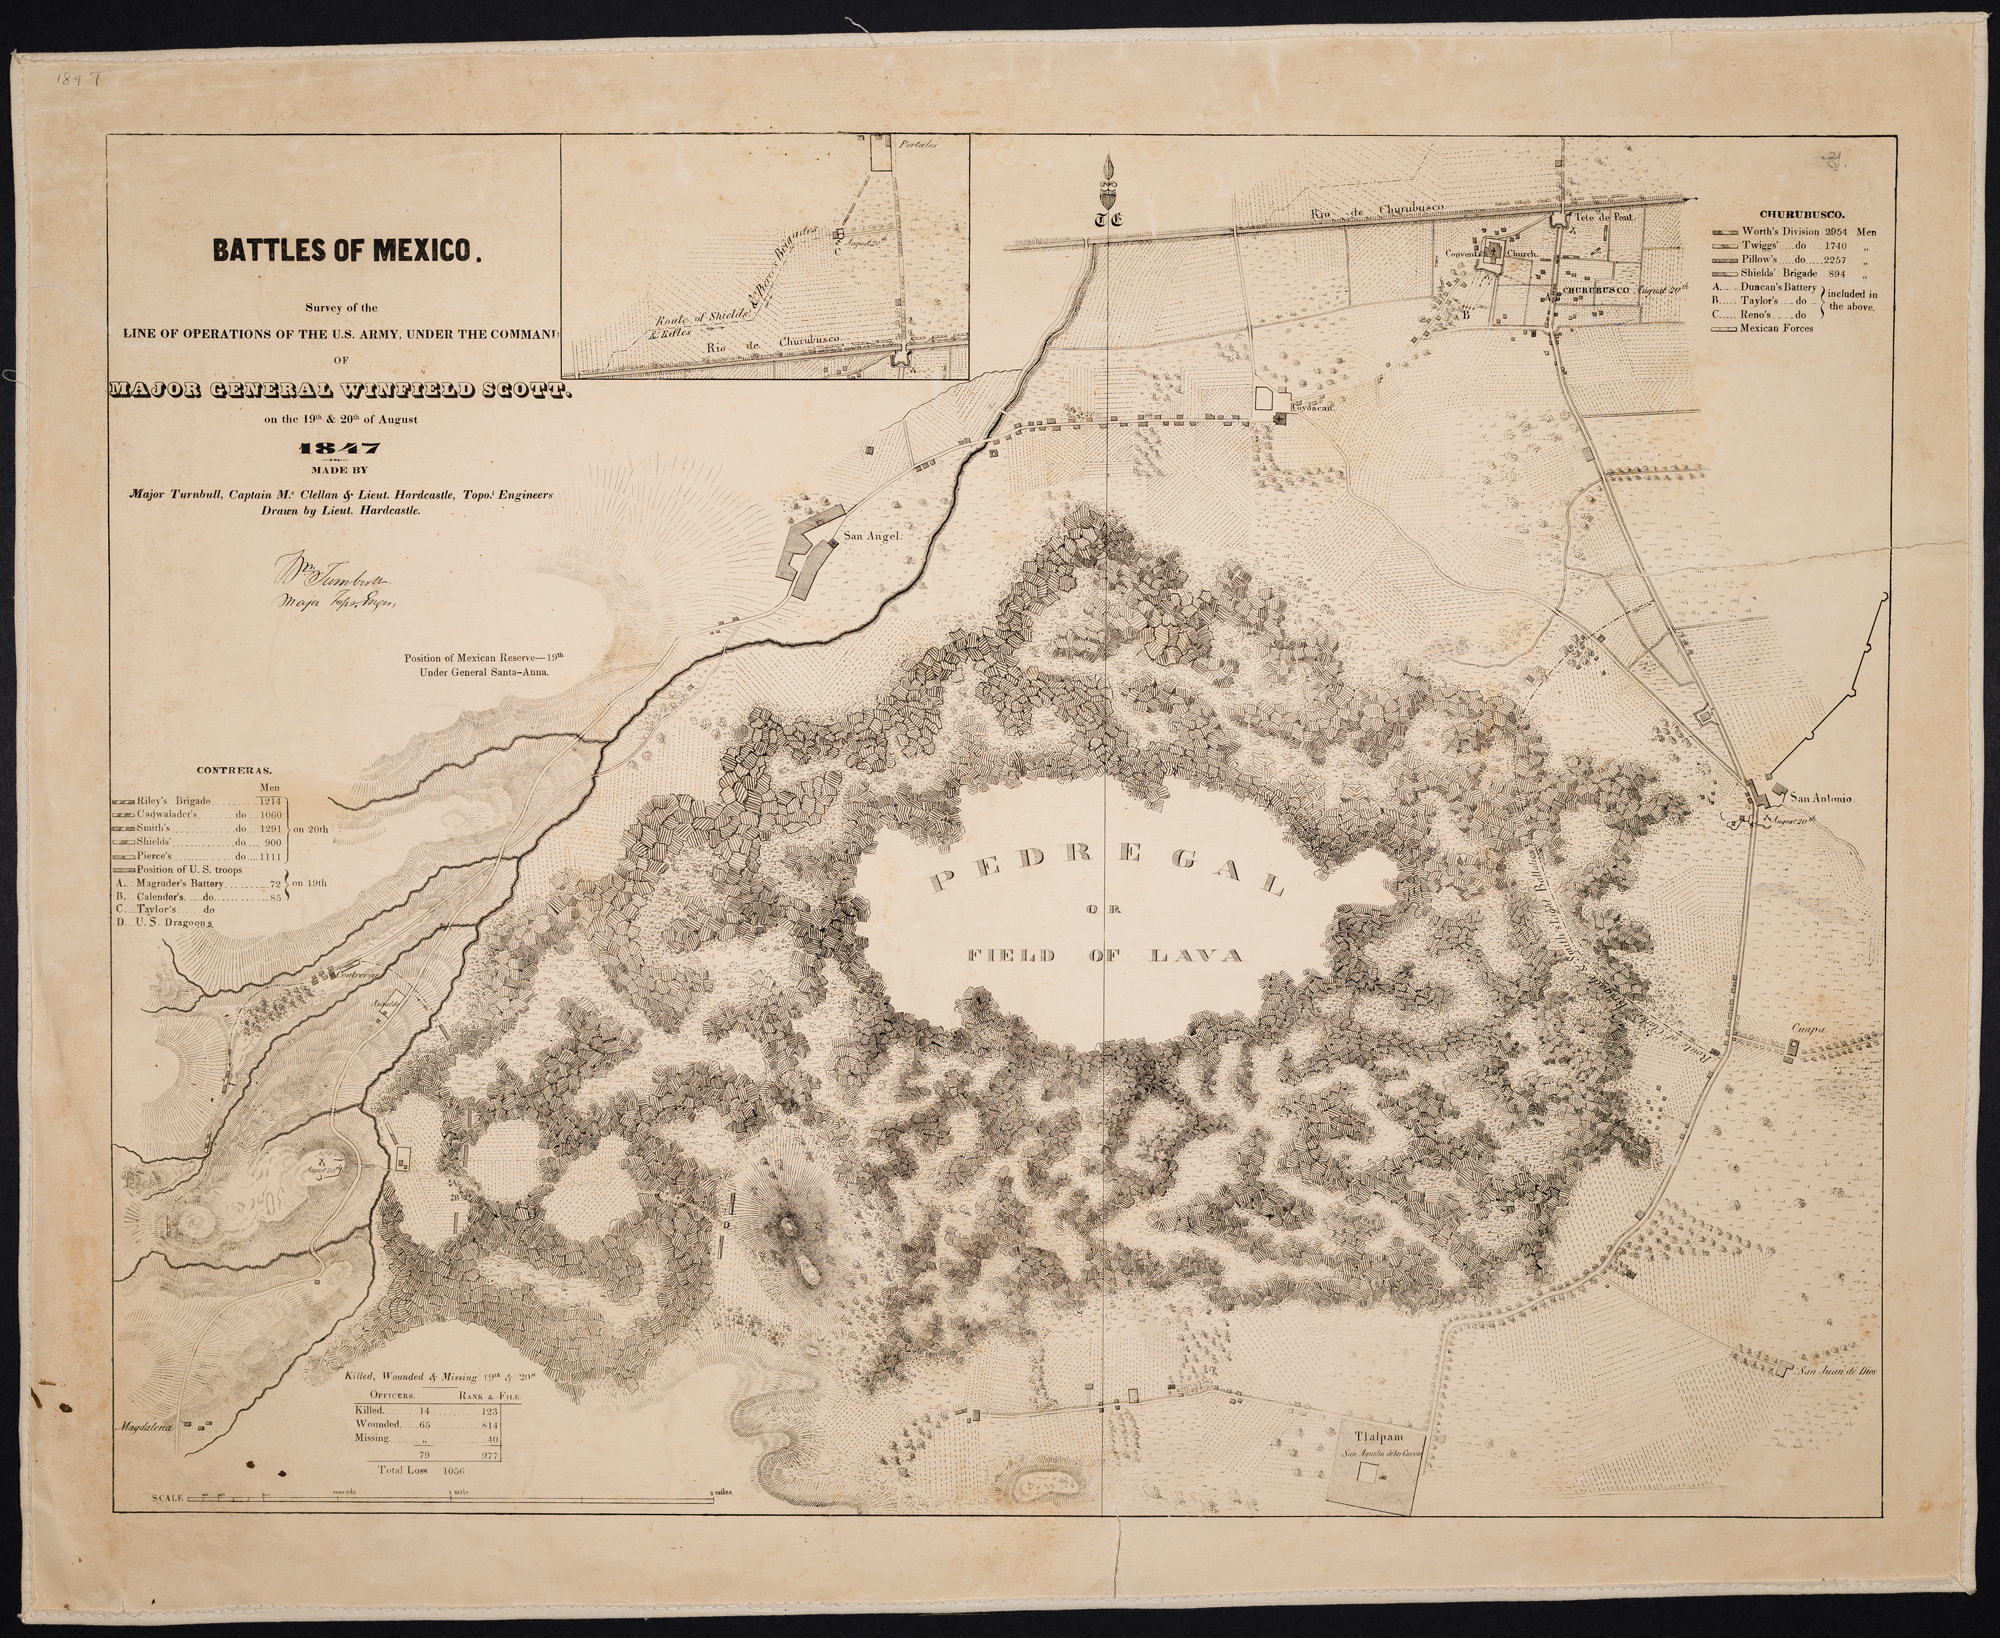 1847
BATTLES OF MEXICO.
Survey of the
LINE OF OPERATIONS OF THE U.S. ARMY, UNDER THE COMMAND
OF
MAJOR GENERAL WINFIELD SCOTT.
on the 19th & 20th of August
1847
MADE BY
Major Turnbull, Captain Mc Clellan & Lieut. Hardcastle, Topol. Engineers
Drawn by Lieut. Hardcastle.
Wm Turnbull
Major Topo. Engrs,
Position of Mexican Reserve—19th
Under General Santa-Anna.
Portales
August 20th
Route of Shields' & Pierce's Brigades
& Rifles
Rio de Churubusco
Rio de Churubusco
Tete de Pont.
Convent Church.
CHURUBUSCO August 20th
A
B
CHURUBUSCO.
Worth's Division 2954 Men
Twiggs' do 1740 "
Pillow's do 2257 "
Shields' Brigade 894 "
A. Duncan's Battery
B. Taylor's do
C. Reno's do
included in the above.
Mexican Forces
Coyoacan.
San Angel.
CONTRERAS.
Men
Riley's Brigade 1214
Cadwalader's do 1060
Smith's do 1291
Shields' do 900
Pierce's do 1111
on 20th
Position of U. S. troops
A. Magruder's Battery 72
B. Calender's do 85
on 19th
C. Taylor's do
D. U. S. Dragoons
Contreras
Ansaldo
August 20th
PEDREGAL
OR
FIELD OF LAVA
San Antonio.
August 20th
Cuapa
San Juan de Dios
Tlalpam
San Agustin de las Cuevas
D
Magdalena
Killed, Wounded & Missing 19th & 20th
OFFICERS. RANK & FILE.
Killed. 14 123
Wounded. 65 814
Missing. " 40
79 977
Total Loss 1056
SCALE 1000 yds. 1 mile 2 miles.